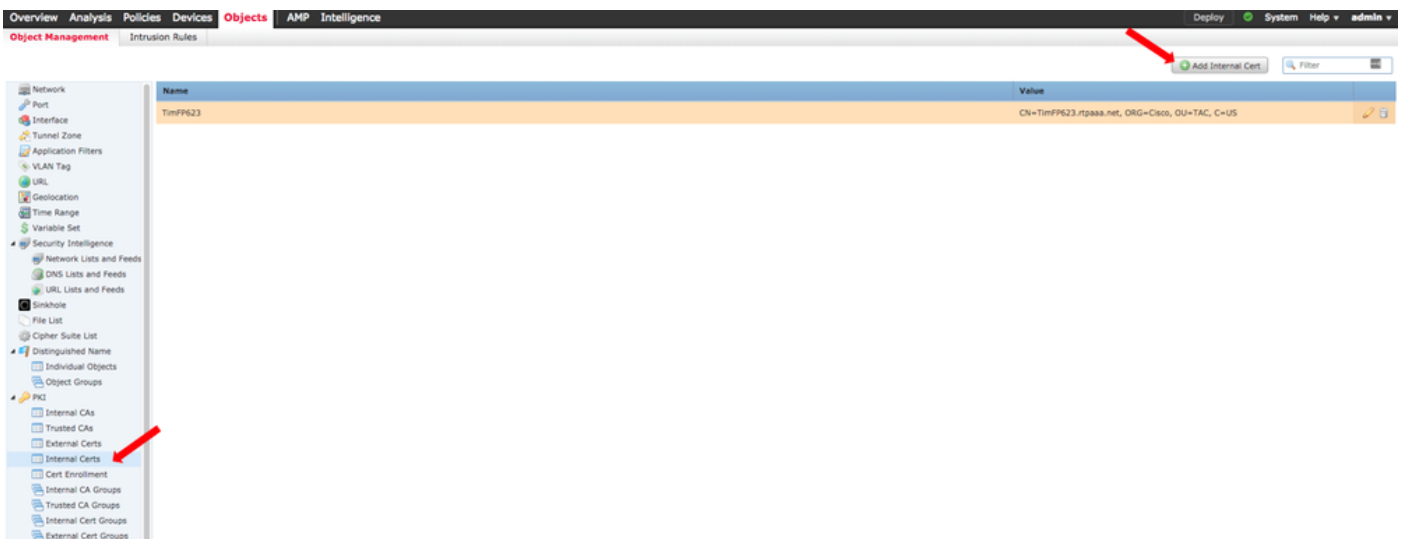 Overview Analysis Policies Devices Objects AMP Intelligence Deploy System Help admin
Object Management Intrusion Rules
Add Internal Cert Filter
Name Value
TimFP623 CN=TimFP623.rtpaaa.net, ORG=Cisco, OU=TAC, C=US
Network
Port
Interface
Tunnel Zone
Application Filters
VLAN Tag
URL
Geolocation
Time Range
Variable Set
Security Intelligence
Network Lists and Feeds
DNS Lists and Feeds
URL Lists and Feeds
Sinkhole
File List
Cipher Suite List
Distinguished Name
Individual Objects
Object Groups
PKI
Internal CAs
Trusted CAs
External Certs
Internal Certs
Cert Enrollment
Internal CA Groups
Trusted CA Groups
Internal Cert Groups
External Cert Groups